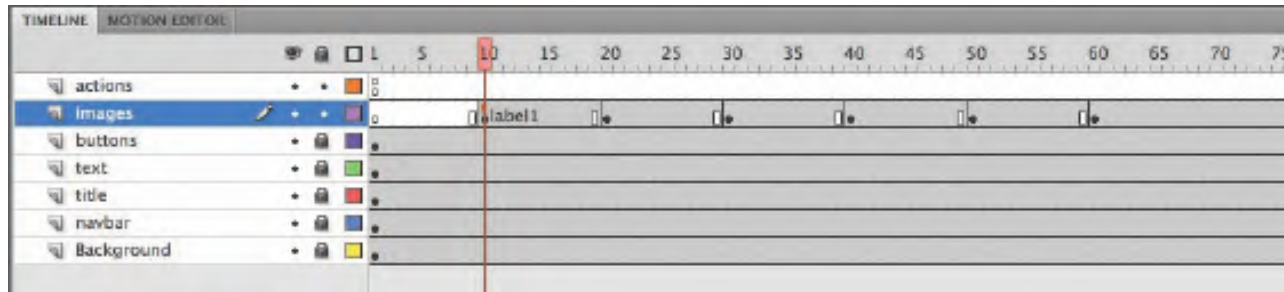 TIMELINE MOTION EDITOR
1 5 10 15 20 25 30 35 40 45 50 55 60 65 70
actions
images label1
buttons
text
title
navbar
Background